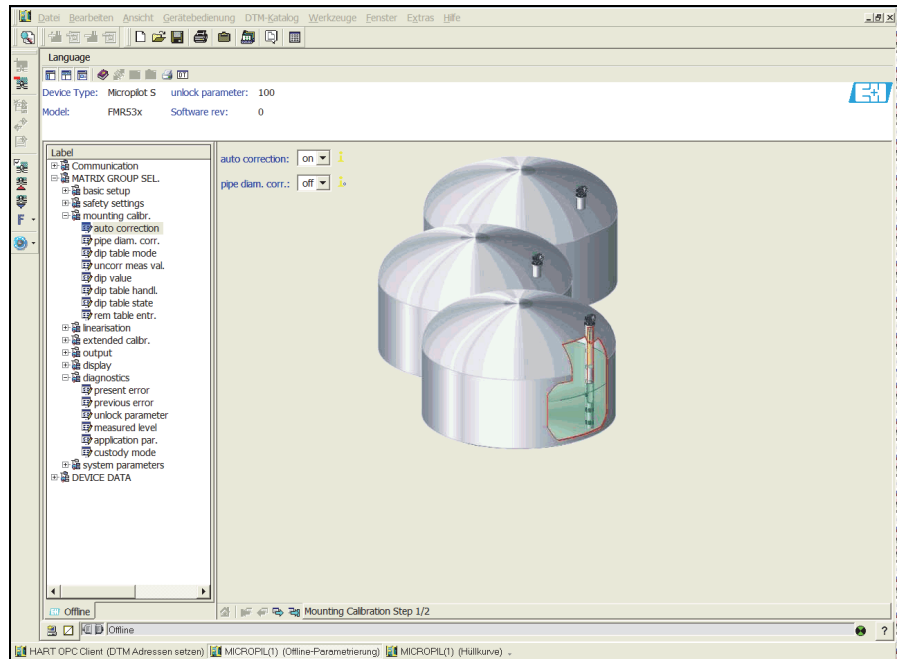 Datei Bearbeiten Ansicht Gerätebedienung DTM-Katalog Werkzeuge Fenster Extras Hilfe
Language
Device Type: Micropilot S unlock parameter: 100
Model: FMR53x Software rev: 0
Label
Communication
MATRIX GROUP SEL.
basic setup
safety settings
mounting calibr.
auto correction
pipe diam. corr.
dip table mode
uncorr meas val.
dip value
dip table handl.
dip table state
rem table entr.
linearisation
extended calibr.
output
display
diagnostics
present error
previous error
unlock parameter
measured level
application par.
custody mode
system parameters
DEVICE DATA
auto correction: on
pipe diam. corr.: off
Offline
Mounting Calibration Step 1/2
Offline
HART OPC Client (DTM Adressen setzen) MICROPIL(1) (Offline-Parametrierung) MICROPIL(1) (Hüllkurve)